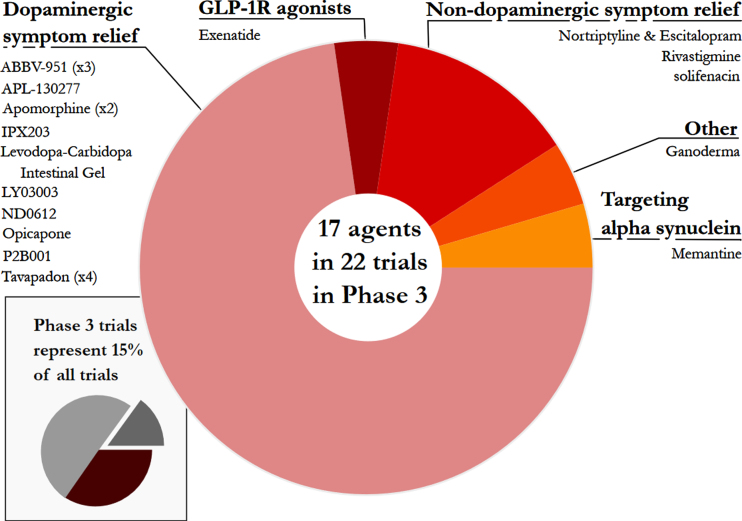 Dopaminergic
symptom relief
ABBV-951 (x3)
APL-130277
Apomorphine (x2)
IPX203
Levodopa-Carbidopa
Intestinal Gel
LY03003
ND0612
Opicapone
P2B001
Tavapadon (x4)
GLP-1R agonists
Exenatide
Non-dopaminergic symptom relief
Nortriptyline & Escitalopram
Rivastigmine
solifenacin
Other
Ganoderma
Targeting
alpha synuclein
Memantine
17 agents
in 22 trials
in Phase 3
Phase 3 trials
represent 15%
of all trials